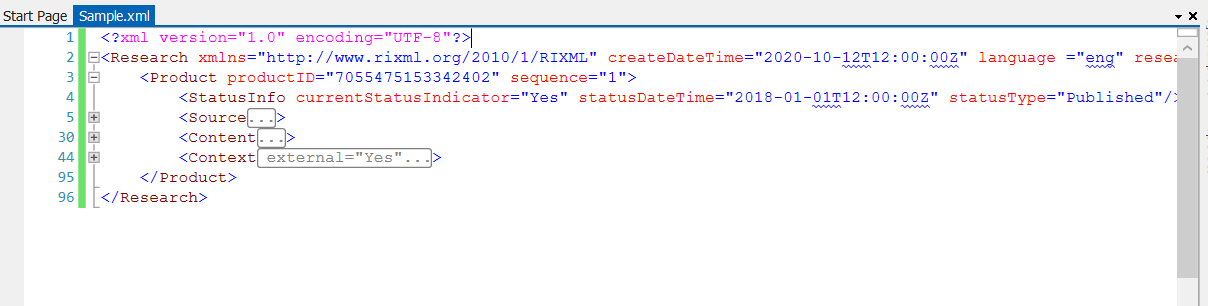 Start Page Sample.xml
1 <?xml version="1.0" encoding="UTF-8"?>
2 <Research xmlns="http://www.rixml.org/2010/1/RIXML" createDateTime="2020-10-12T12:00:00Z" language ="eng" resea
3 <Product productID="7055475153342402" sequence="1">
4 <StatusInfo currentStatusIndicator="Yes" statusDateTime="2018-01-01T12:00:00Z" statusType="Published"/>
5 <Source...>
30 <Content...>
44 <Context external="Yes"...>
95 </Product>
96 </Research>